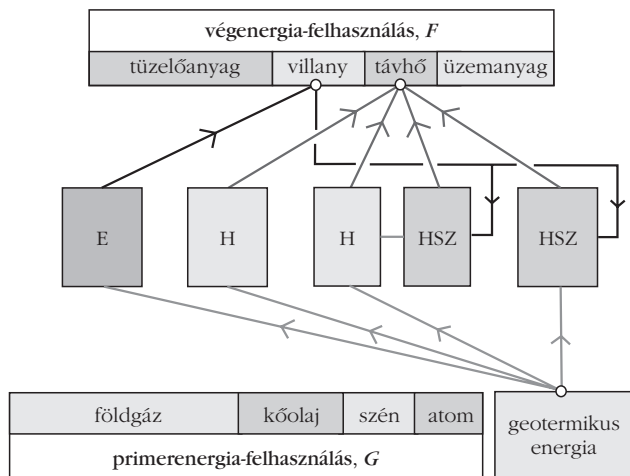 végenergia-felhasználás, F
tüzelőanyag villany távhő üzemanyag
E H H HSZ HSZ
földgáz kőolaj szén atom
primerenergia-felhasználás, G
geotermikus
energia